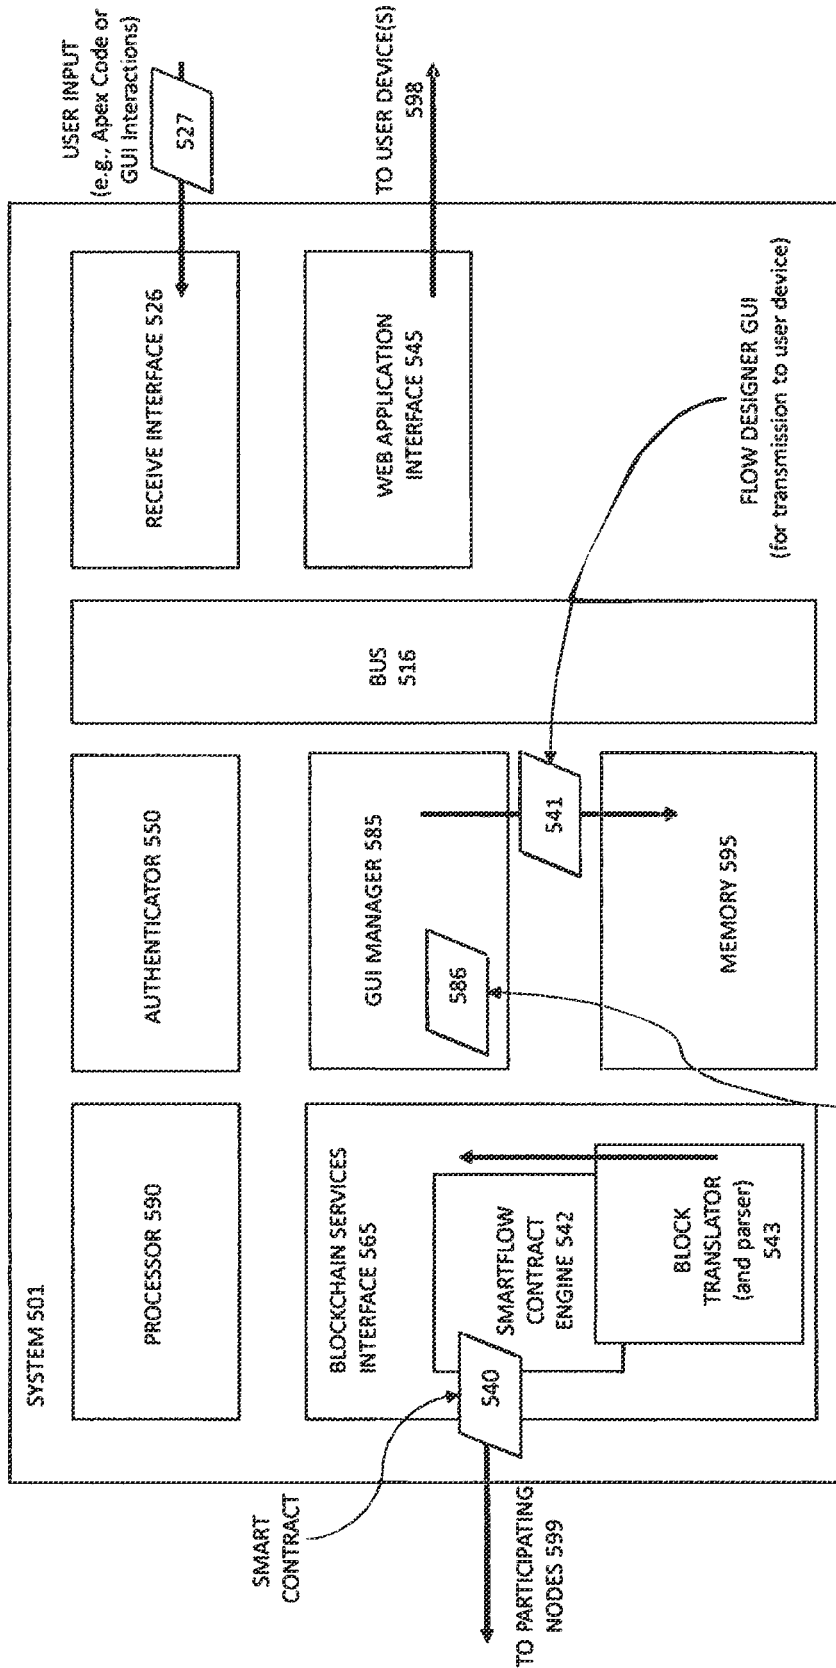 SYSTEM 501
PROCESSOR 590
AUTHENTICATOR 550
BUS
516
RECEIVE INTERFACE 526
USER INPUT
(e.g., Apex Code or
GUI Interactions)
527
BLOCKCHAIN SERVICES
INTERFACE 565
SMARTFLOW
CONTRACT
ENGINE 542
BLOCK
TRANSLATOR
(and parser)
543
SMART
CONTRACT
540
TO PARTICIPATING
NODES 599
GUI MANAGER 585
586
541
MEMORY 595
WEB APPLICATION
INTERFACE 545
TO USER DEVICE(S)
598
FLOW DESIGNER GUI
(for transmission to user device)